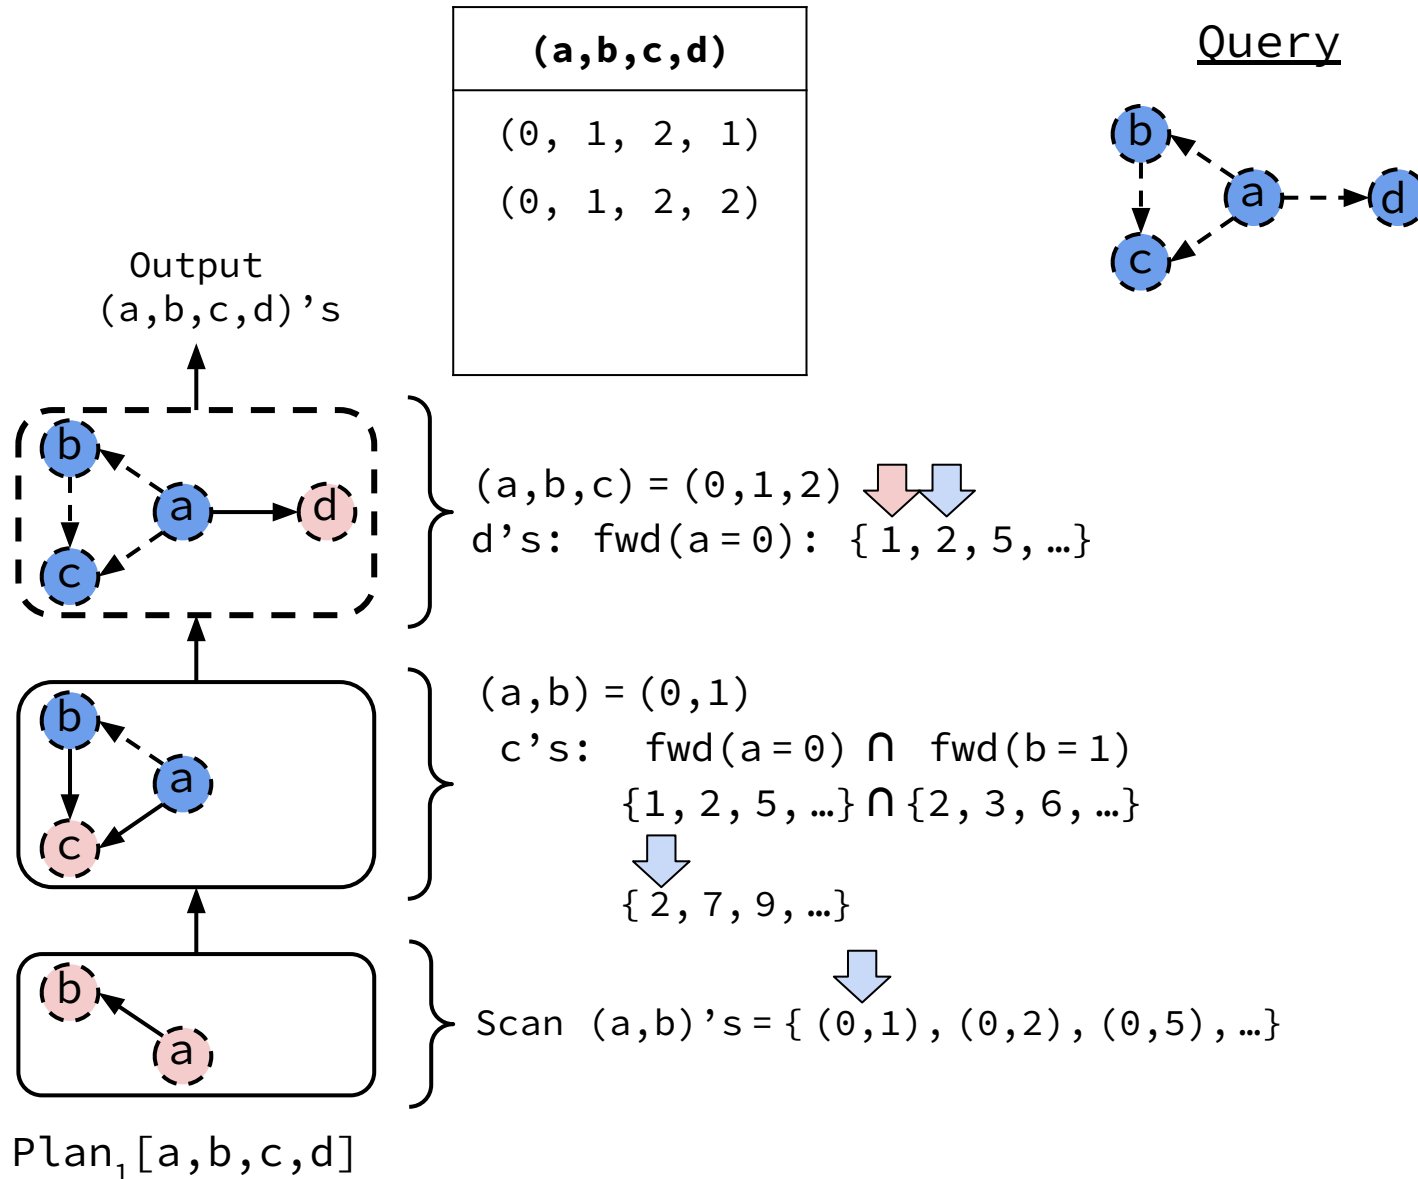 (a,b,c,d)
(0, 1, 2, 1)
(0, 1, 2, 2)
Query
b
a
d
c
Output
(a,b,c,d)’s
b
a
d
c
(a,b,c) = (0,1,2)
d’s: fwd(a = 0): { 1, 2, 5, …}
b
a
c
(a,b) = (0,1)
c’s: fwd(a = 0) ∩ fwd(b = 1)
{1, 2, 5, …} ∩ {2, 3, 6, …}
{ 2, 7, 9, …}
b
a
Scan (a,b)’s = { (0,1), (0,2), (0,5), …}
Plan₁[a,b,c,d]